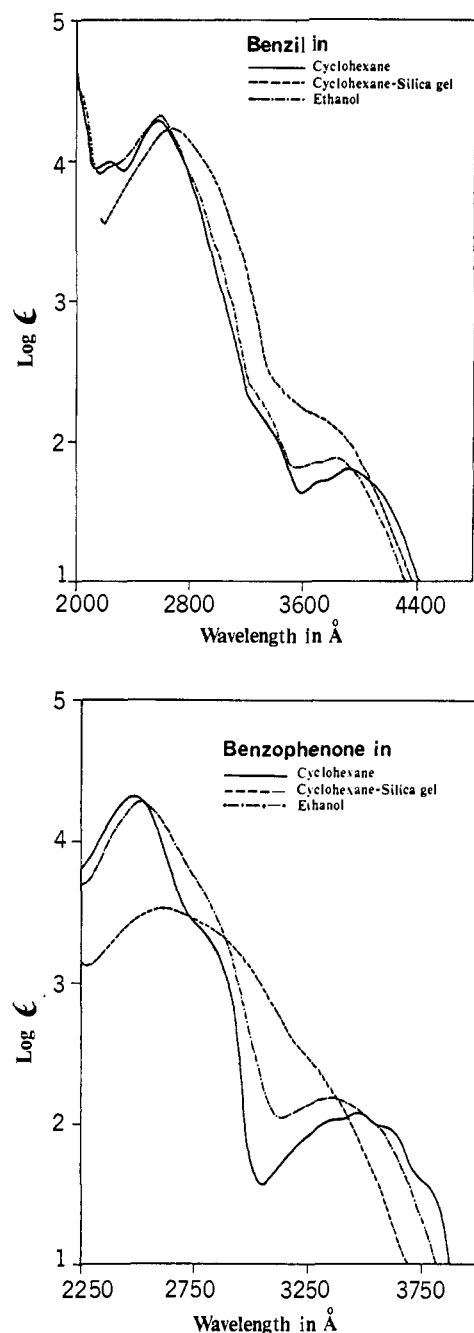 5
Benzil in
Cyclohexane
Cyclohexane-Silica gel
Ethanol
4
Log ϵ
3
2
1
2000 2800 3600 4400
Wavelength in Å
5
Benzophenone in
Cyclohexane
Cyclohexane-Silica gel
Ethanol
4
Log ϵ
3
2
1
2250 2750 3250 3750
Wavelength in Å